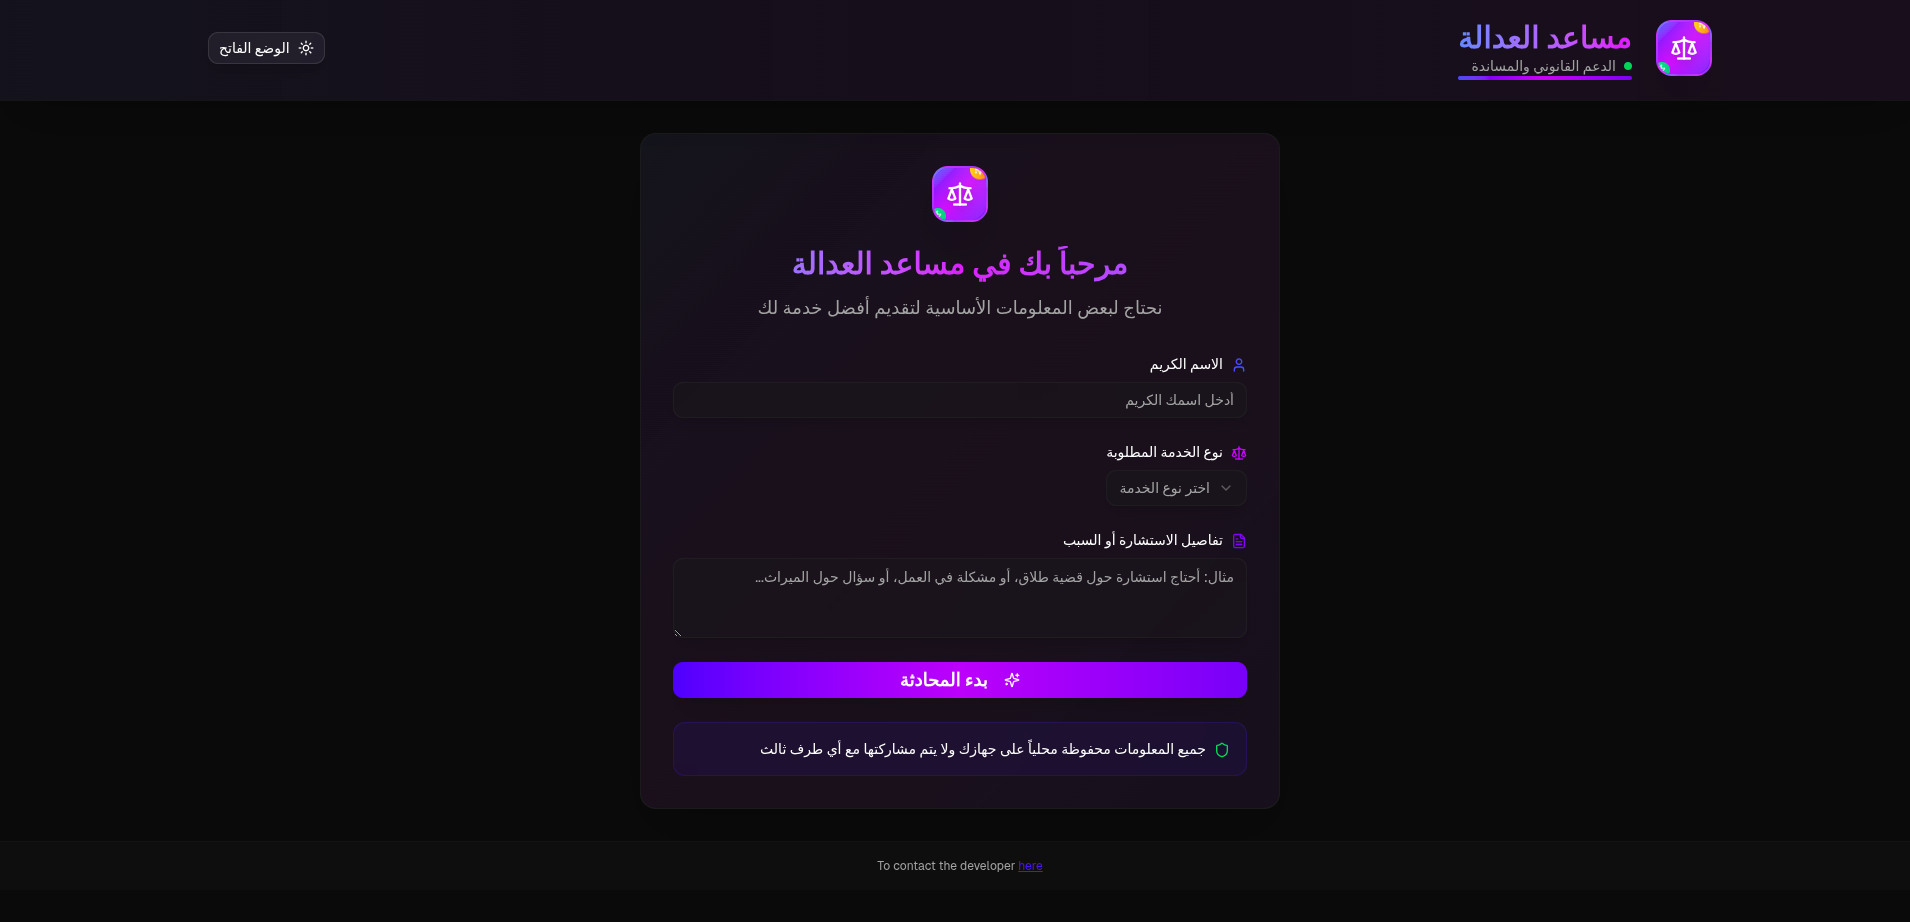 مساعد العدالة
الدعم القانوني والمساندة
الوضع الفاتح
مرحباً بك في مساعد العدالة
نحتاج لبعض المعلومات الأساسية لتقديم أفضل خدمة لك
الاسم الكريم
أدخل اسمك الكريم
نوع الخدمة المطلوبة
اختر نوع الخدمة
تفاصيل الاستشارة أو السبب
مثال: أحتاج استشارة حول قضية طلاق، أو مشكلة في العمل، أو سؤال حول الميراث...
بدء المحادثة
جميع المعلومات محفوظة محلياً على جهازك ولا يتم مشاركتها مع أي طرف ثالث
To contact the developer here